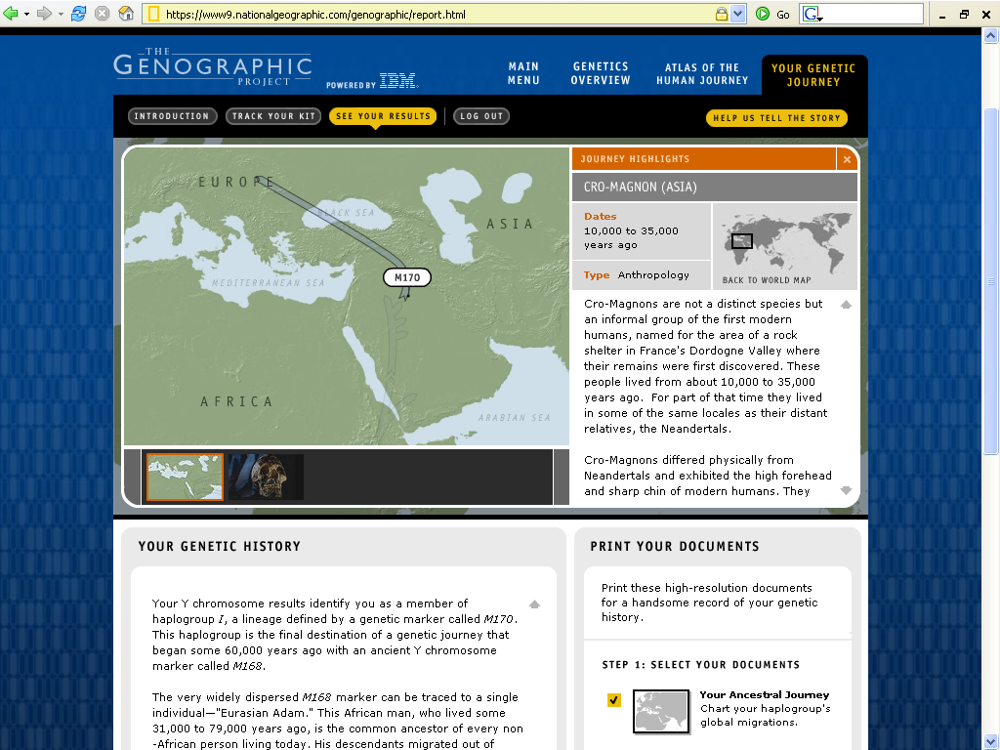 https://www9.nationalgeographic.com/genographic/report.html
Go
THE
GENOGRAPHIC
PROJECT
POWERED BY IBM
MAIN
MENU
GENETICS
OVERVIEW
ATLAS OF THE
HUMAN JOURNEY
YOUR GENETIC
JOURNEY
INTRODUCTION
TRACK YOUR KIT
SEE YOUR RESULTS
LOG OUT
HELP US TELL THE STORY
EUROPE
BLACK SEA
ASIA
M170
MEDITERRANEAN SEA
AFRICA
ARABIAN SEA
JOURNEY HIGHLIGHTS
CRO-MAGNON (ASIA)
Dates
10,000 to 35,000
years ago
Type Anthropology
BACK TO WORLD MAP
Cro-Magnons are not a distinct species but
an informal group of the first modern
humans, named for the area of a rock
shelter in France's Dordogne Valley where
their remains were first discovered. These
people lived from about 10,000 to 35,000
years ago. For part of that time they lived
in some of the same locales as their distant
relatives, the Neandertals.
Cro-Magnons differed physically from
Neandertals and exhibited the high forehead
and sharp chin of modern humans. They
YOUR GENETIC HISTORY
Your Y chromosome results identify you as a member of
haplogroup I, a lineage defined by a genetic marker called M170.
This haplogroup is the final destination of a genetic journey that
began some 60,000 years ago with an ancient Y chromosome
marker called M168.
The very widely dispersed M168 marker can be traced to a single
individual—"Eurasian Adam." This African man, who lived some
31,000 to 79,000 years ago, is the common ancestor of every non
-African person living today. His descendants migrated out of
PRINT YOUR DOCUMENTS
Print these high-resolution documents
for a handsome record of your genetic
history.
STEP 1: SELECT YOUR DOCUMENTS
Your Ancestral Journey
Chart your haplogroup's
global migrations.